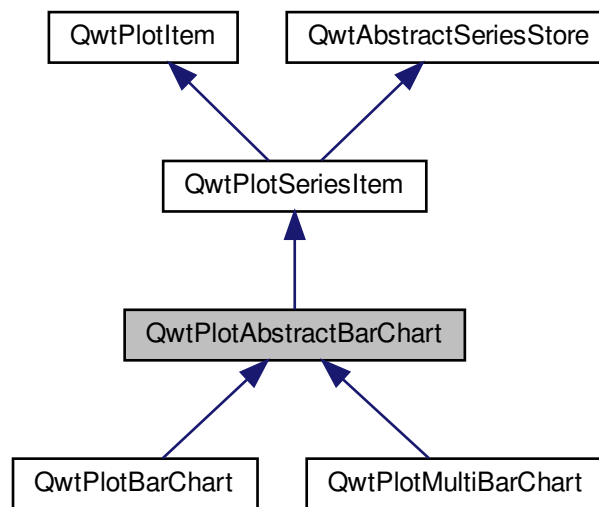 QwtPlotItem
QwtAbstractSeriesStore
QwtPlotSeriesItem
QwtPlotAbstractBarChart
QwtPlotBarChart
QwtPlotMultiBarChart